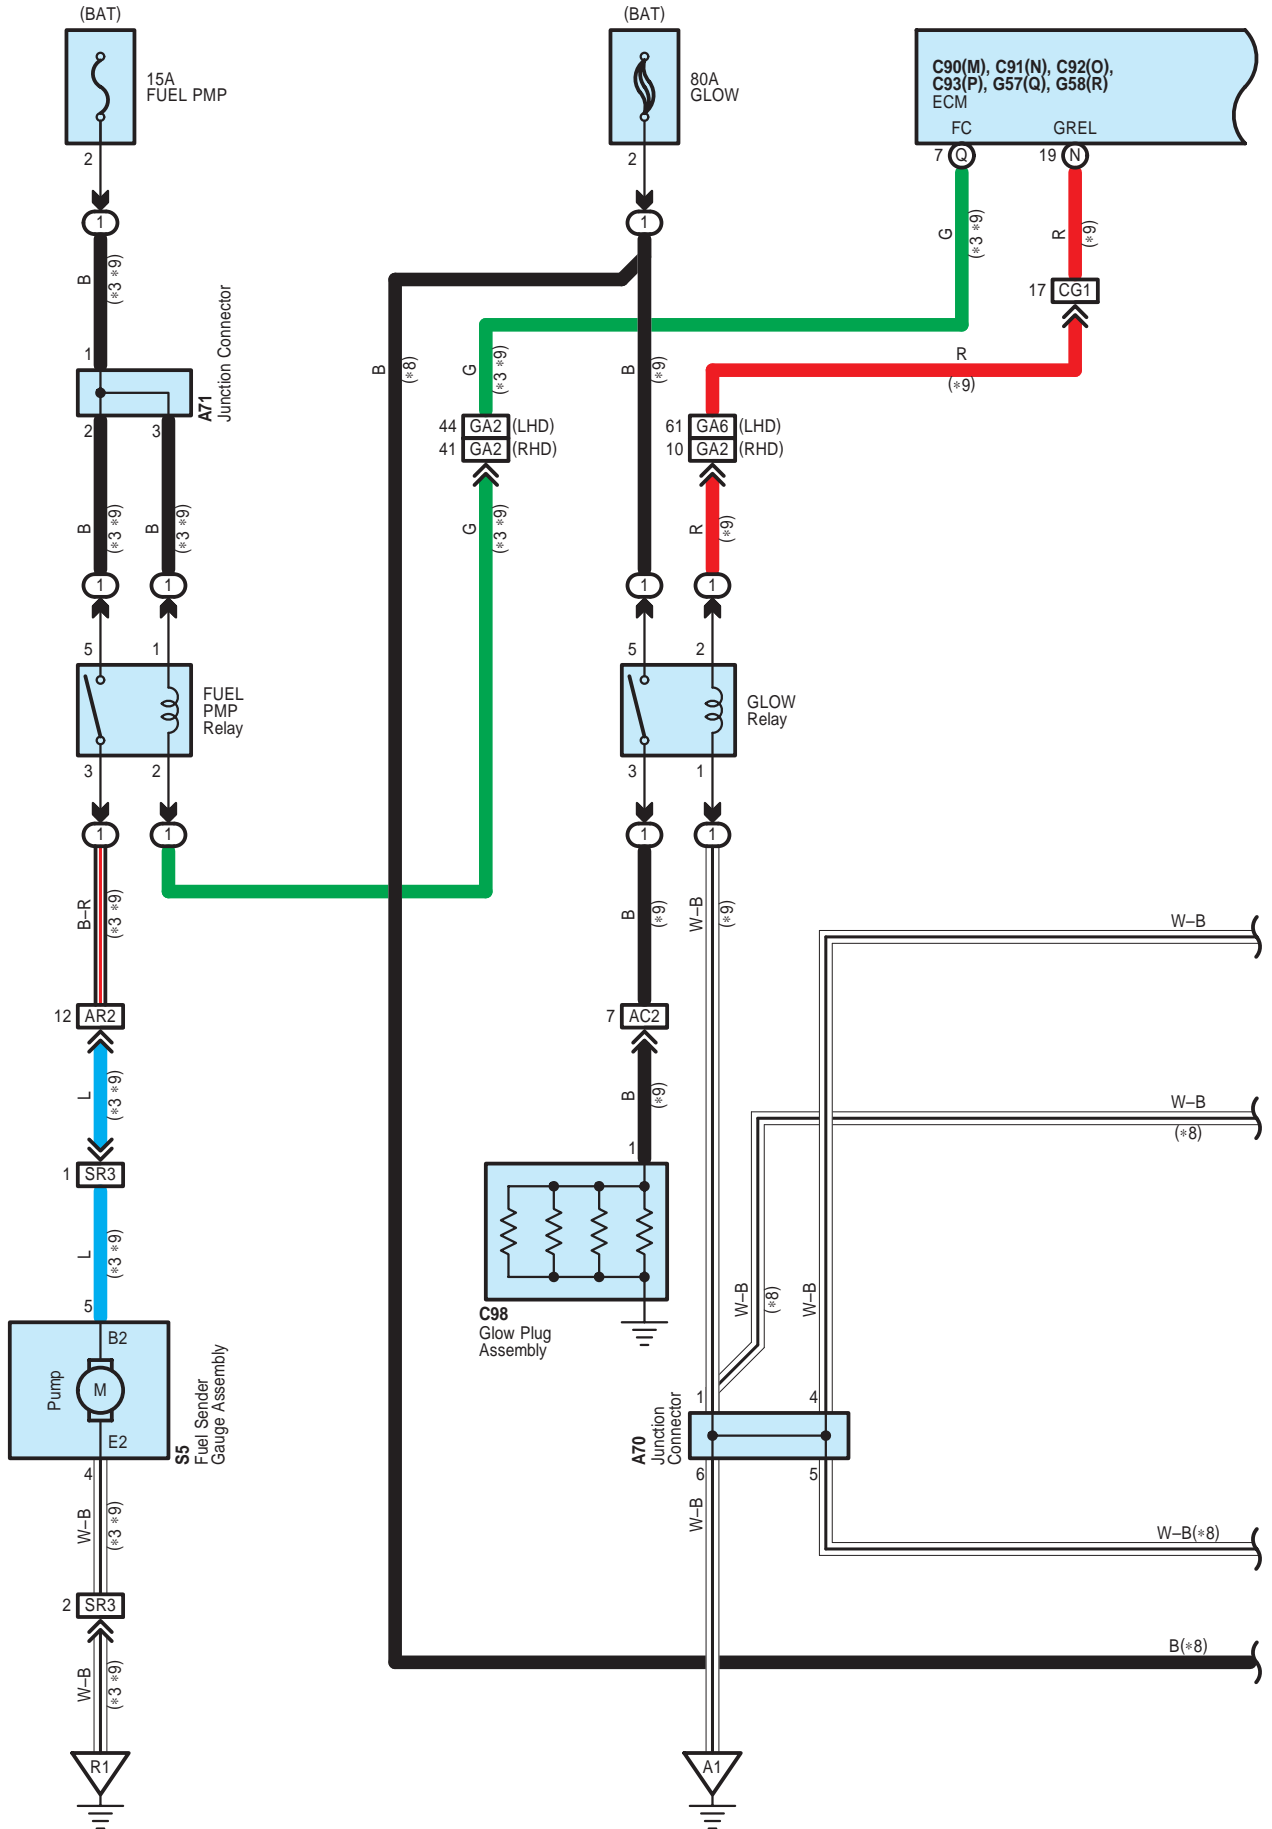 (BAT)
(BAT)
15A
FUEL PMP
80A
GLOW
C90(M), C91(N), C92(O),
C93(P), G57(Q), G58(R)
ECM
FC
GREL
2
2
7 Q
19 N
1
1
B
(*3 *9)
G
(*3 *9)
R
(*9)
17 CG1
1
A71
Junction Connector
B
(*8)
G
(*3 *9)
B
(*9)
R
(*9)
2
3
44 GA2 (LHD)
41 GA2 (RHD)
61 GA6 (LHD)
10 GA2 (RHD)
B
(*3 *9)
B
(*3 *9)
G
(*3 *9)
R
(*9)
1
1
1
1
5
1
5
2
FUEL
PMP
Relay
GLOW
Relay
3
2
3
1
1
1
1
1
B–R
(*3 *9)
B
(*9)
W–B
(*9)
W–B
12 AR2
7 AC2
L
(*3 *9)
B
(*9)
W–B
(*8)
1
1 SR3
L
(*3 *9)
W–B
(*8)
W–B
5
C98
Glow Plug
Assembly
B2
Pump
M
E2
S5
Fuel Sender
Gauge Assembly
1
4
A70
Junction
Connector
4
6
5
W–B
(*3 *9)
W–B
W–B(*8)
2 SR3
W–B
(*3 *9)
B(*8)
R1
A1